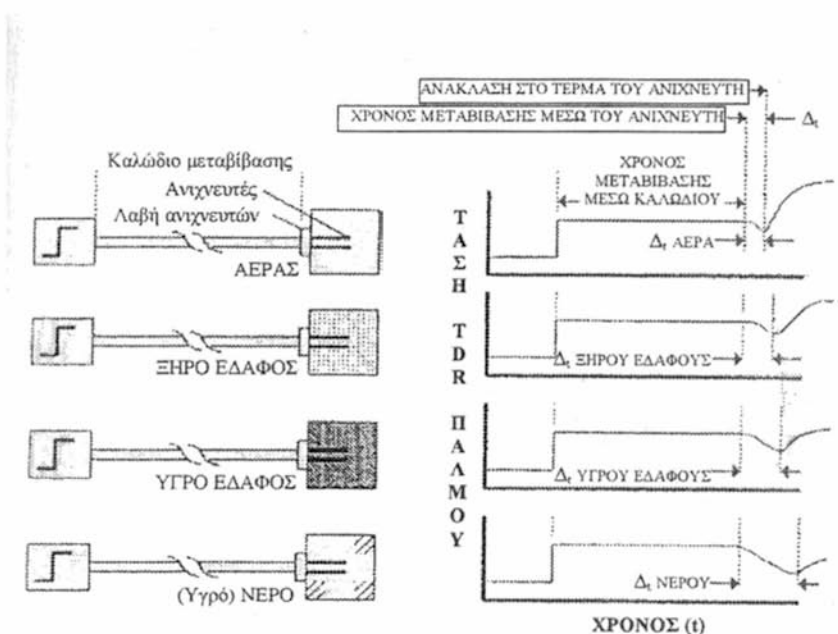 ΑΝΑΚΛΑΣΗ ΣΤΟ ΤΕΡΜΑ ΤΟΥ ΑΝΙΧΝΕΥΤΗ
ΧΡΟΝΟΣ ΜΕΤΑΒΙΒΑΣΗΣ ΜΕΣΩ ΤΟΥ ΑΝΙΧΝΕΥΤΗ
Δt
Καλώδιο μεταβίβασης
Ανιχνευτές
Λαβή ανιχνευτών
ΑΕΡΑΣ
ΧΡΟΝΟΣ
ΜΕΤΑΒΙΒΑΣΗΣ
ΜΕΣΩ ΚΑΛΩΔΙΟΥ
Δt ΑΕΡΑ
ΞΗΡΟ ΕΔΑΦΟΣ
Δt ΞΗΡΟΥ ΕΔΑΦΟΥΣ
ΥΓΡΟ ΕΔΑΦΟΣ
Δt ΥΓΡΟΥ ΕΔΑΦΟΥΣ
(Υγρό) ΝΕΡΟ
Δt ΝΕΡΟΥ
ΤΑΣΗ TDR ΠΑΛΜΟΥ
ΧΡΟΝΟΣ (t)